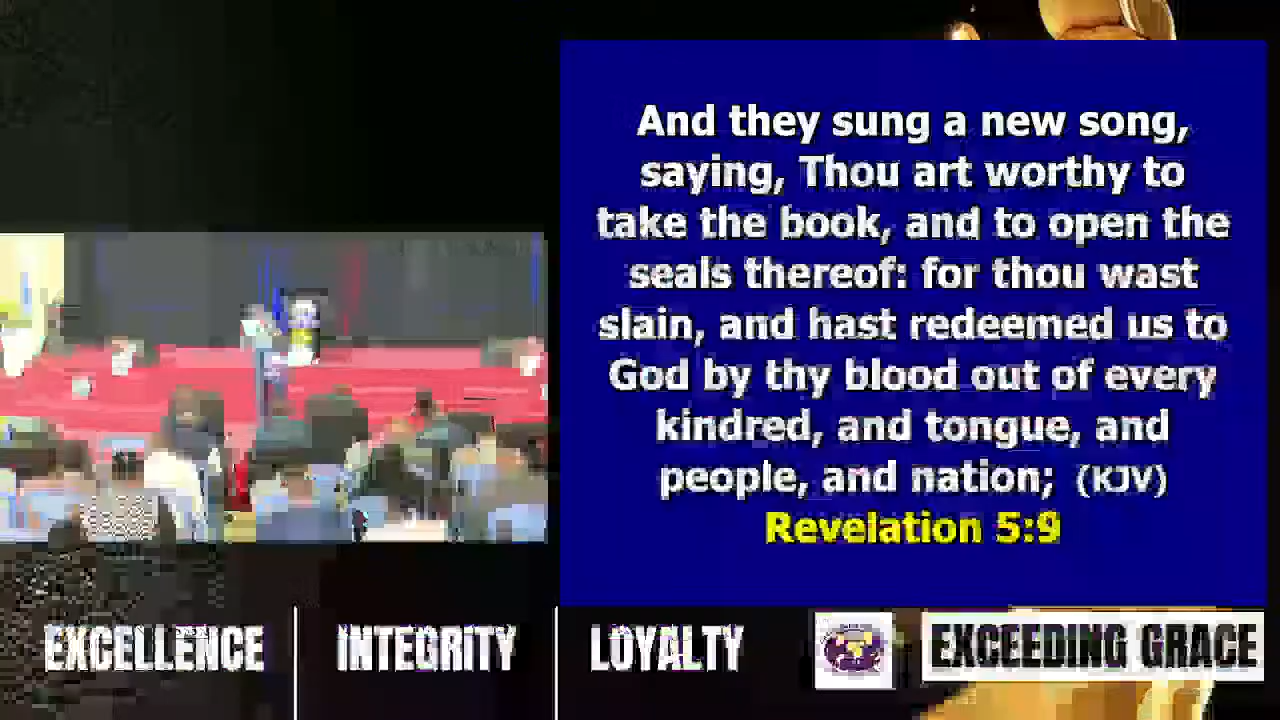 And they sung a new song,
saying, Thou art worthy to
take the book, and to open the
seals thereof: for thou wast
slain, and hast redeemed us to
God by thy blood out of every
kindred, and tongue, and
people, and nation; (KJV)
Revelation 5:9
EXCELLENCE
INTEGRITY
LOYALTY
EXCEEDING GRACE